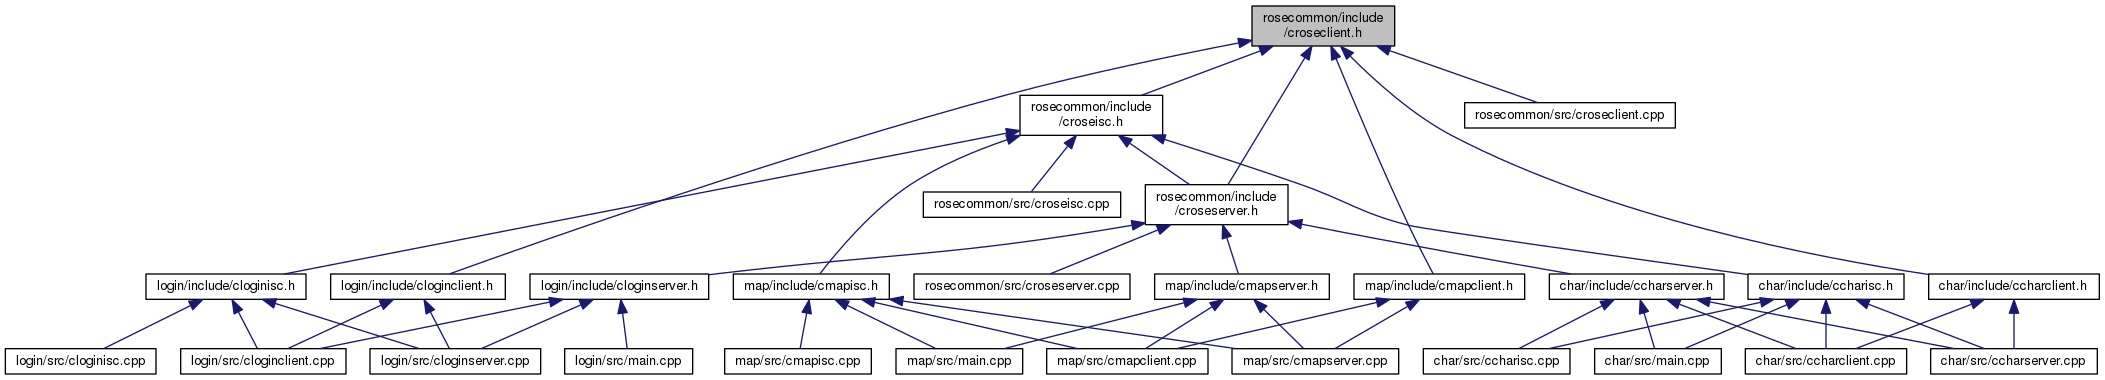 rosecommon/include
/croseclient.h
rosecommon/include
/croseisc.h
rosecommon/src/croseclient.cpp
rosecommon/src/croseisc.cpp
rosecommon/include
/croseserver.h
login/include/cloginisc.h
login/include/cloginclient.h
login/include/cloginserver.h
map/include/cmapisc.h
rosecommon/src/croseserver.cpp
map/include/cmapserver.h
map/include/cmapclient.h
char/include/ccharserver.h
char/include/ccharisc.h
char/include/ccharclient.h
login/src/cloginisc.cpp
login/src/cloginclient.cpp
login/src/cloginserver.cpp
login/src/main.cpp
map/src/cmapisc.cpp
map/src/main.cpp
map/src/cmapclient.cpp
map/src/cmapserver.cpp
char/src/ccharisc.cpp
char/src/main.cpp
char/src/ccharclient.cpp
char/src/ccharserver.cpp